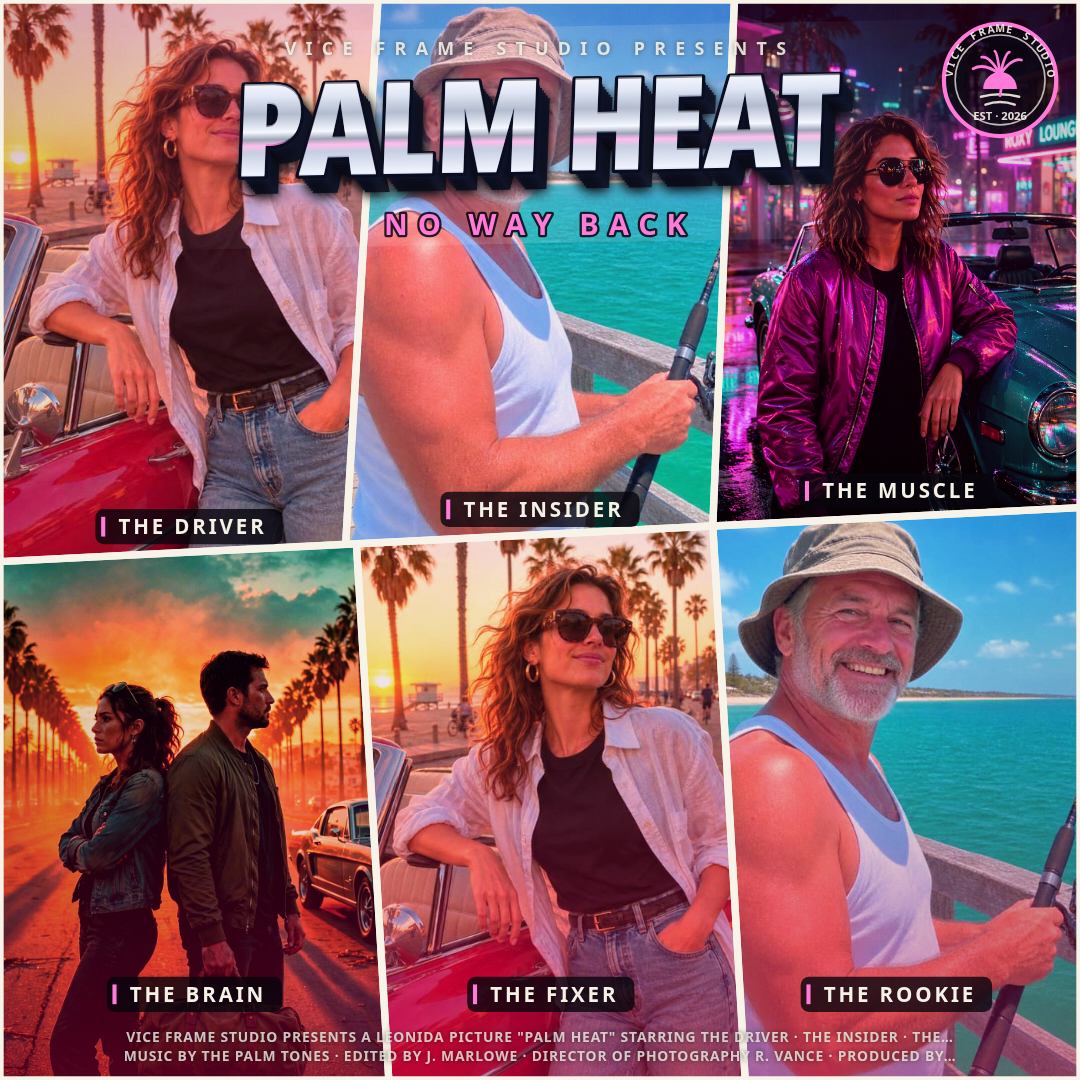 VICE FRAME STUDIO PRESENTS
PALM HEAT
NO WAY BACK
VICE FRAME STUDIO
EST · 2026
ROXY LOUNG
THE DRIVER
THE INSIDER
THE MUSCLE
THE BRAIN
THE FIXER
THE ROOKIE
VICE FRAME STUDIO PRESENTS A LEONIDA PICTURE "PALM HEAT" STARRING THE DRIVER · THE INSIDER · THE...
MUSIC BY THE PALM TONES · EDITED BY J. MARLOWE · DIRECTOR OF PHOTOGRAPHY R. VANCE · PRODUCED BY...